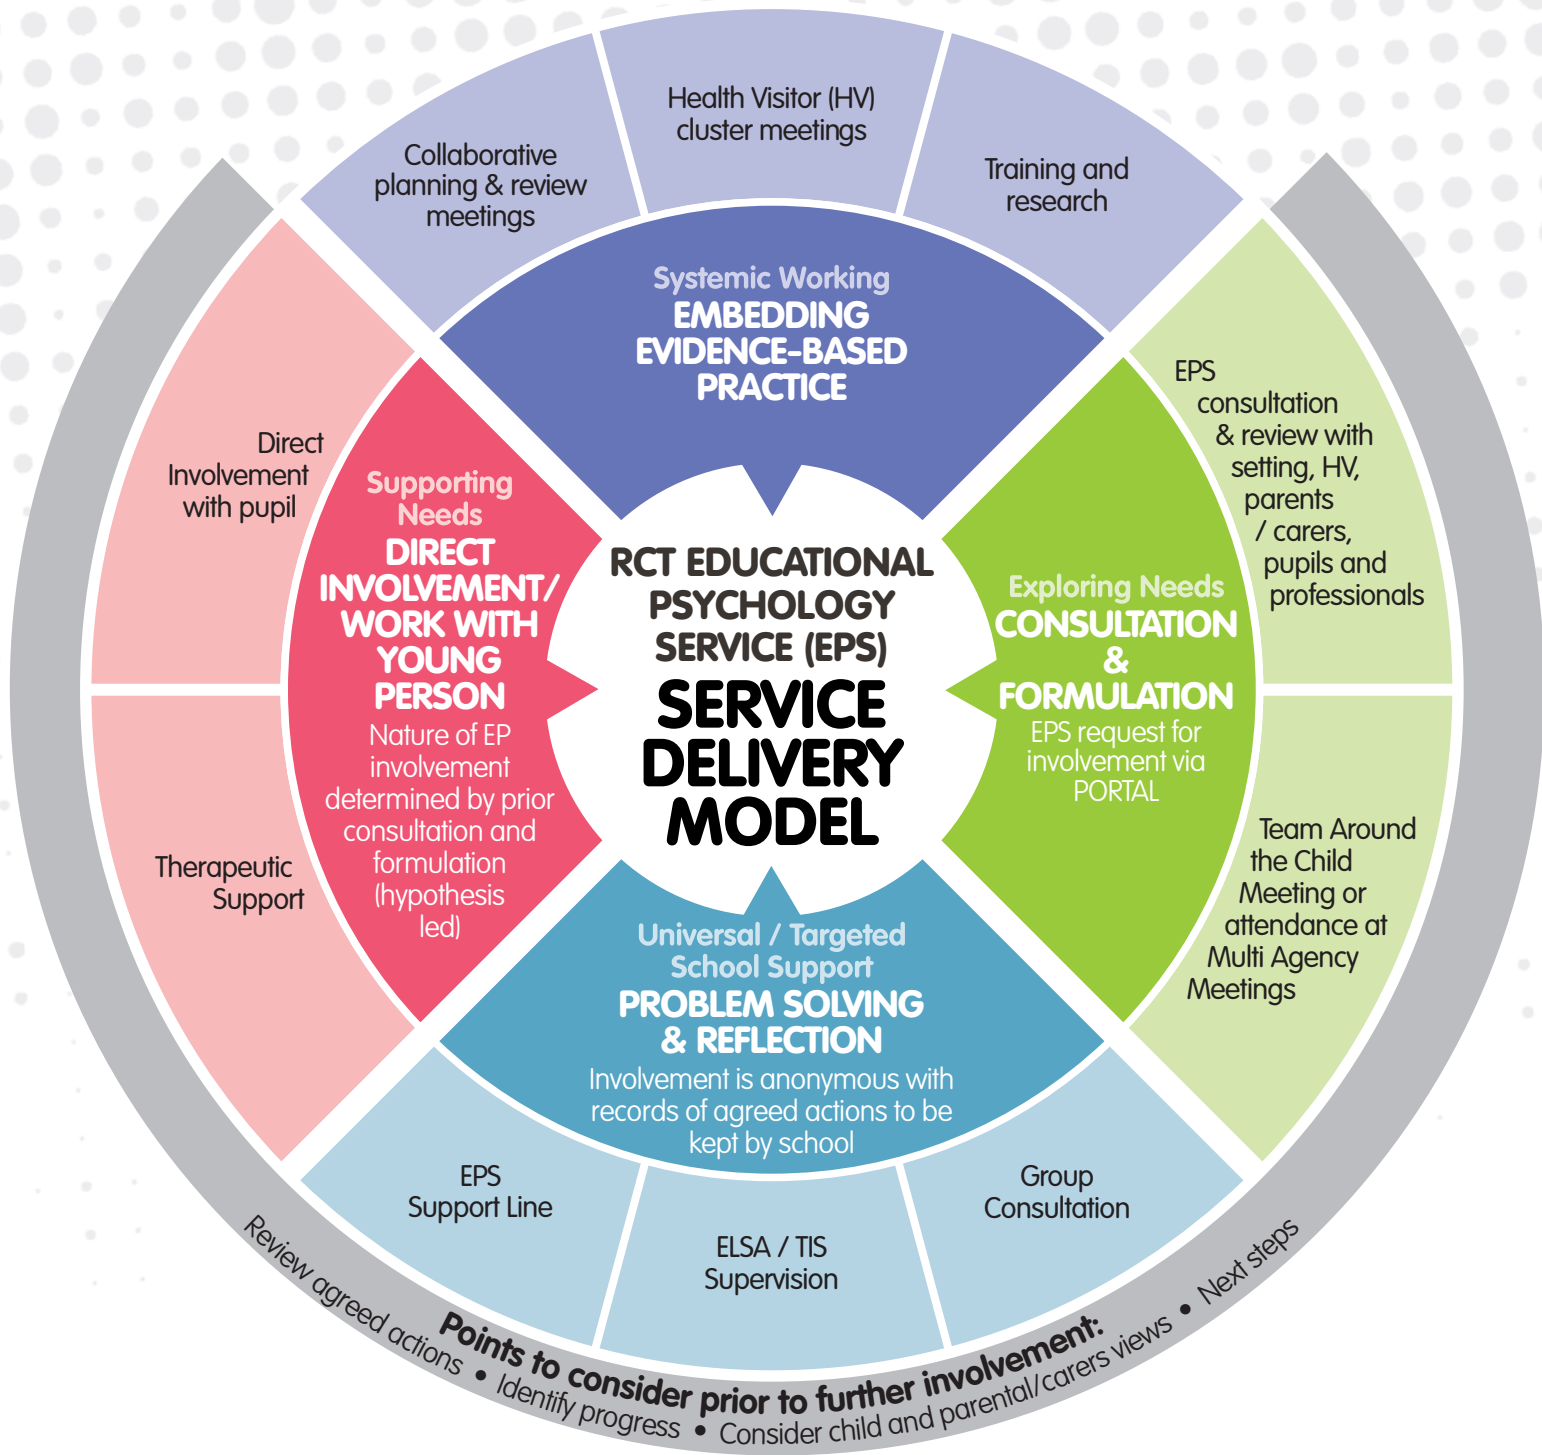 Health Visitor (HV)
cluster meetings
Collaborative
planning & review
meetings
Training and
research
Systemic Working
EMBEDDING
EVIDENCE-BASED
PRACTICE
Direct
Involvement
with pupil
Therapeutic
Support
Supporting
Needs
DIRECT
INVOLVEMENT/
WORK WITH
YOUNG
PERSON
Nature of EP
involvement
determined by prior
consultation and
formulation
(hypothesis
led)
RCT EDUCATIONAL
PSYCHOLOGY
SERVICE (EPS)
SERVICE
DELIVERY
MODEL
Exploring Needs
CONSULTATION
&
FORMULATION
EPS request for
involvement via
PORTAL
EPS
consultation
& review with
setting, HV,
parents
/ carers,
pupils and
professionals
Team Around
the Child
Meeting or
attendance at
Multi Agency
Meetings
Universal / Targeted
School Support
PROBLEM SOLVING
& REFLECTION
Involvement is anonymous with
records of agreed actions to be
kept by school
EPS
Support Line
ELSA / TIS
Supervision
Group
Consultation
Points to consider prior to further involvement:
Review agreed actions • Identify progress • Consider child and parental/carers views • Next steps